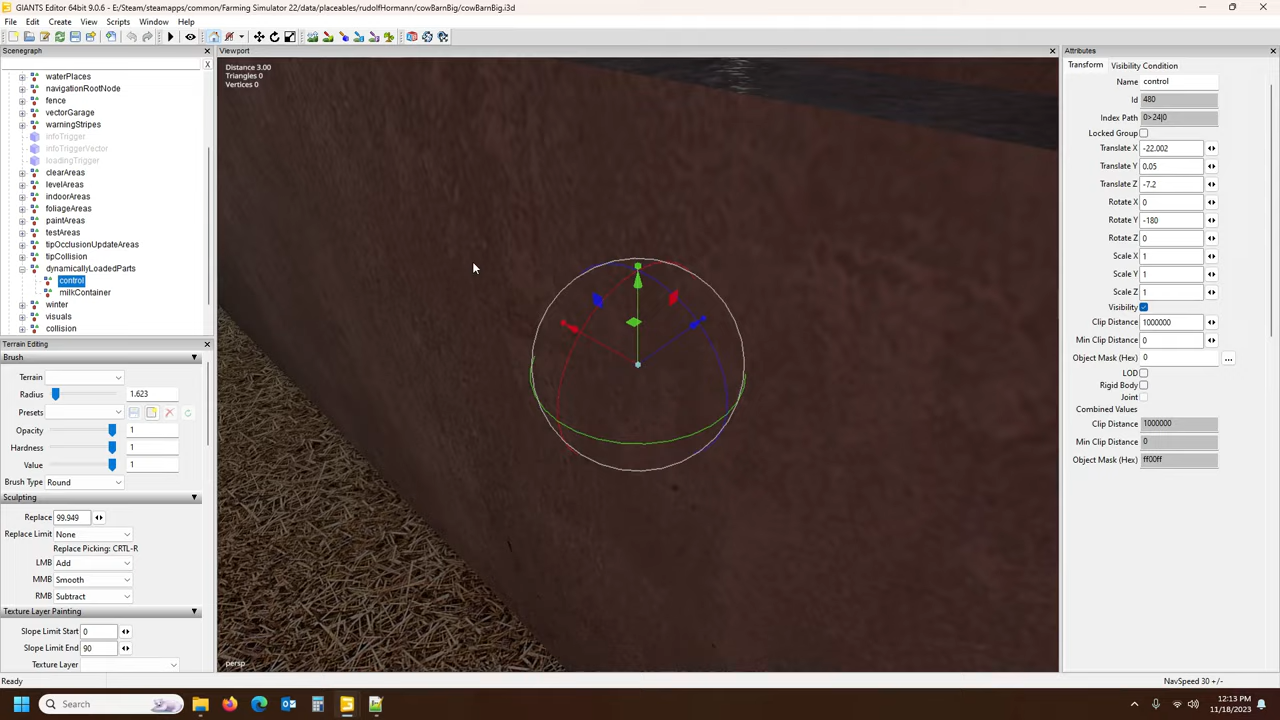 GIANTS Editor 64bit - 9.0.6 - E:/Steam/steamapps/common/Farming Simulator 22/data/placeables/rudolfHormann/cowBarnBig/cowBarnBig.i3d
File Edit Create View Scripts Window Help
Scenegraph
X
waterPlaces
navigationRootNode
fence
vectorGarage
warningStripes
infoTrigger
infoTriggerVector
loadingTrigger
clearAreas
levelAreas
indoorAreas
foliageAreas
paintAreas
testAreas
tipOcclusionUpdateAreas
tipCollision
dynamicallyLoadedParts
control
milkContainer
winter
visuals
collision
Terrain Editing
Brush
Terrain
Radius 1.623
Presets
Opacity 1
Hardness 1
Value 1
Brush Type Round
Sculpting
Replace 99.949
Replace Limit None
Replace Picking: CRTL-R
LMB Add
MMB Smooth
RMB Subtract
Texture Layer Painting
Slope Limit Start 0
Slope Limit End 90
Texture Layer
Ready
Viewport
Distance 3.00
Triangles 0
Vertices 0
persp
Attributes
Transform Visibility Condition
Name control
Id 480
Index Path 0>24|0
Locked Group
Translate X -22.002
Translate Y 0.05
Translate Z -7.2
Rotate X 0
Rotate Y -180
Rotate Z 0
Scale X 1
Scale Y 1
Scale Z 1
Visibility
Clip Distance 1000000
Min Clip Distance 0
Object Mask (Hex) 0 ...
LOD
Rigid Body
Joint
Combined Values
Clip Distance 1000000
Min Clip Distance 0
Object Mask (Hex) ff00ff
NavSpeed 30 +/-
Search
12:13 PM
11/18/2023